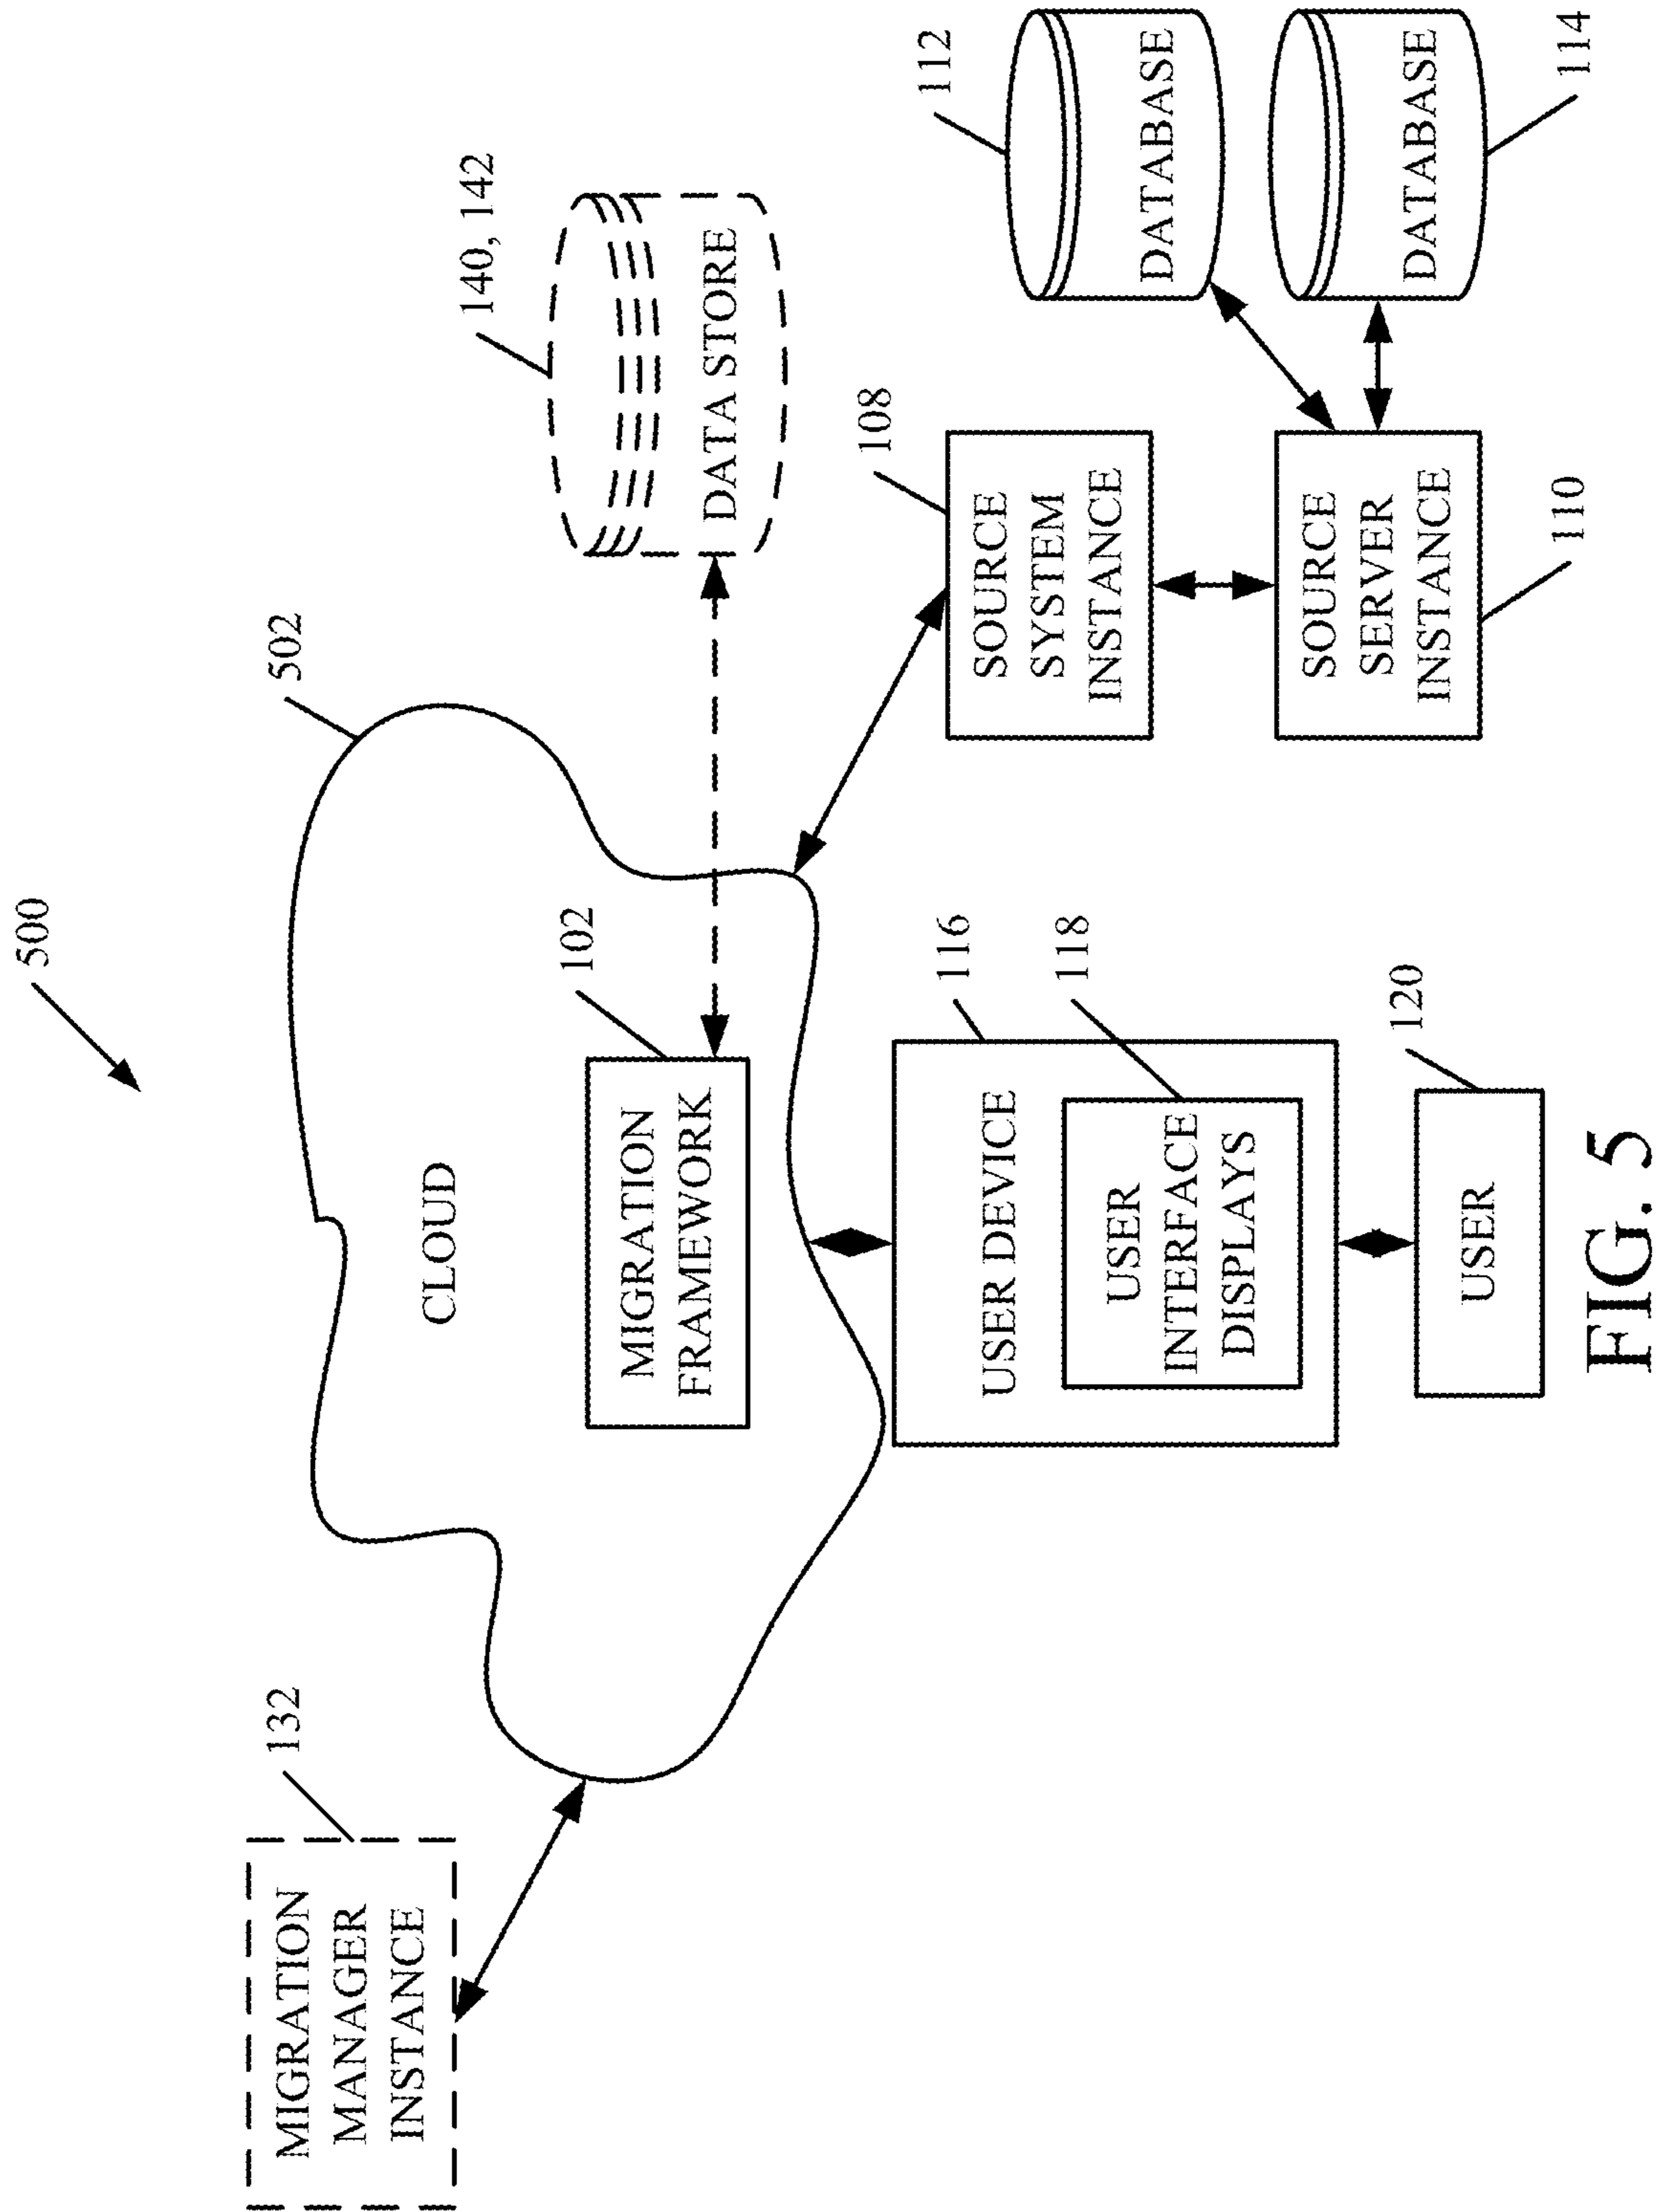 500
132
MIGRATION
MANAGER
INSTANCE
502
CLOUD
102
MIGRATION
FRAMEWORK
140, 142
DATA STORE
116
USER DEVICE
118
USER
INTERFACE
DISPLAYS
120
USER
108
SOURCE
SYSTEM
INSTANCE
SOURCE
SERVER
INSTANCE
110
112
DATABASE
DATABASE
114
FIG. 5